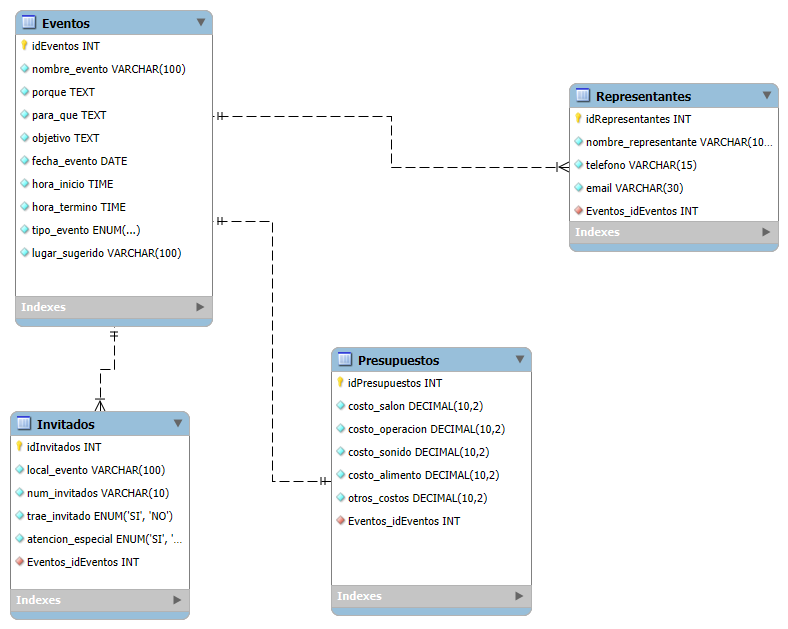 Eventos
idEventos INT
nombre_evento VARCHAR(100)
porque TEXT
para_que TEXT
objetivo TEXT
fecha_evento DATE
hora_inicio TIME
hora_termino TIME
tipo_evento ENUM(...)
lugar_sugerido VARCHAR(100)
Indexes
Representantes
idRepresentantes INT
nombre_representante VARCHAR(10...
telefono VARCHAR(15)
email VARCHAR(30)
Eventos_idEventos INT
Indexes
Presupuestos
idPresupuestos INT
costo_salon DECIMAL(10,2)
costo_operacion DECIMAL(10,2)
costo_sonido DECIMAL(10,2)
costo_alimento DECIMAL(10,2)
otros_costos DECIMAL(10,2)
Eventos_idEventos INT
Indexes
Invitados
idInvitados INT
local_evento VARCHAR(100)
num_invitados VARCHAR(10)
trae_invitado ENUM('SI', 'NO')
atencion_especial ENUM('SI', '...
Eventos_idEventos INT
Indexes